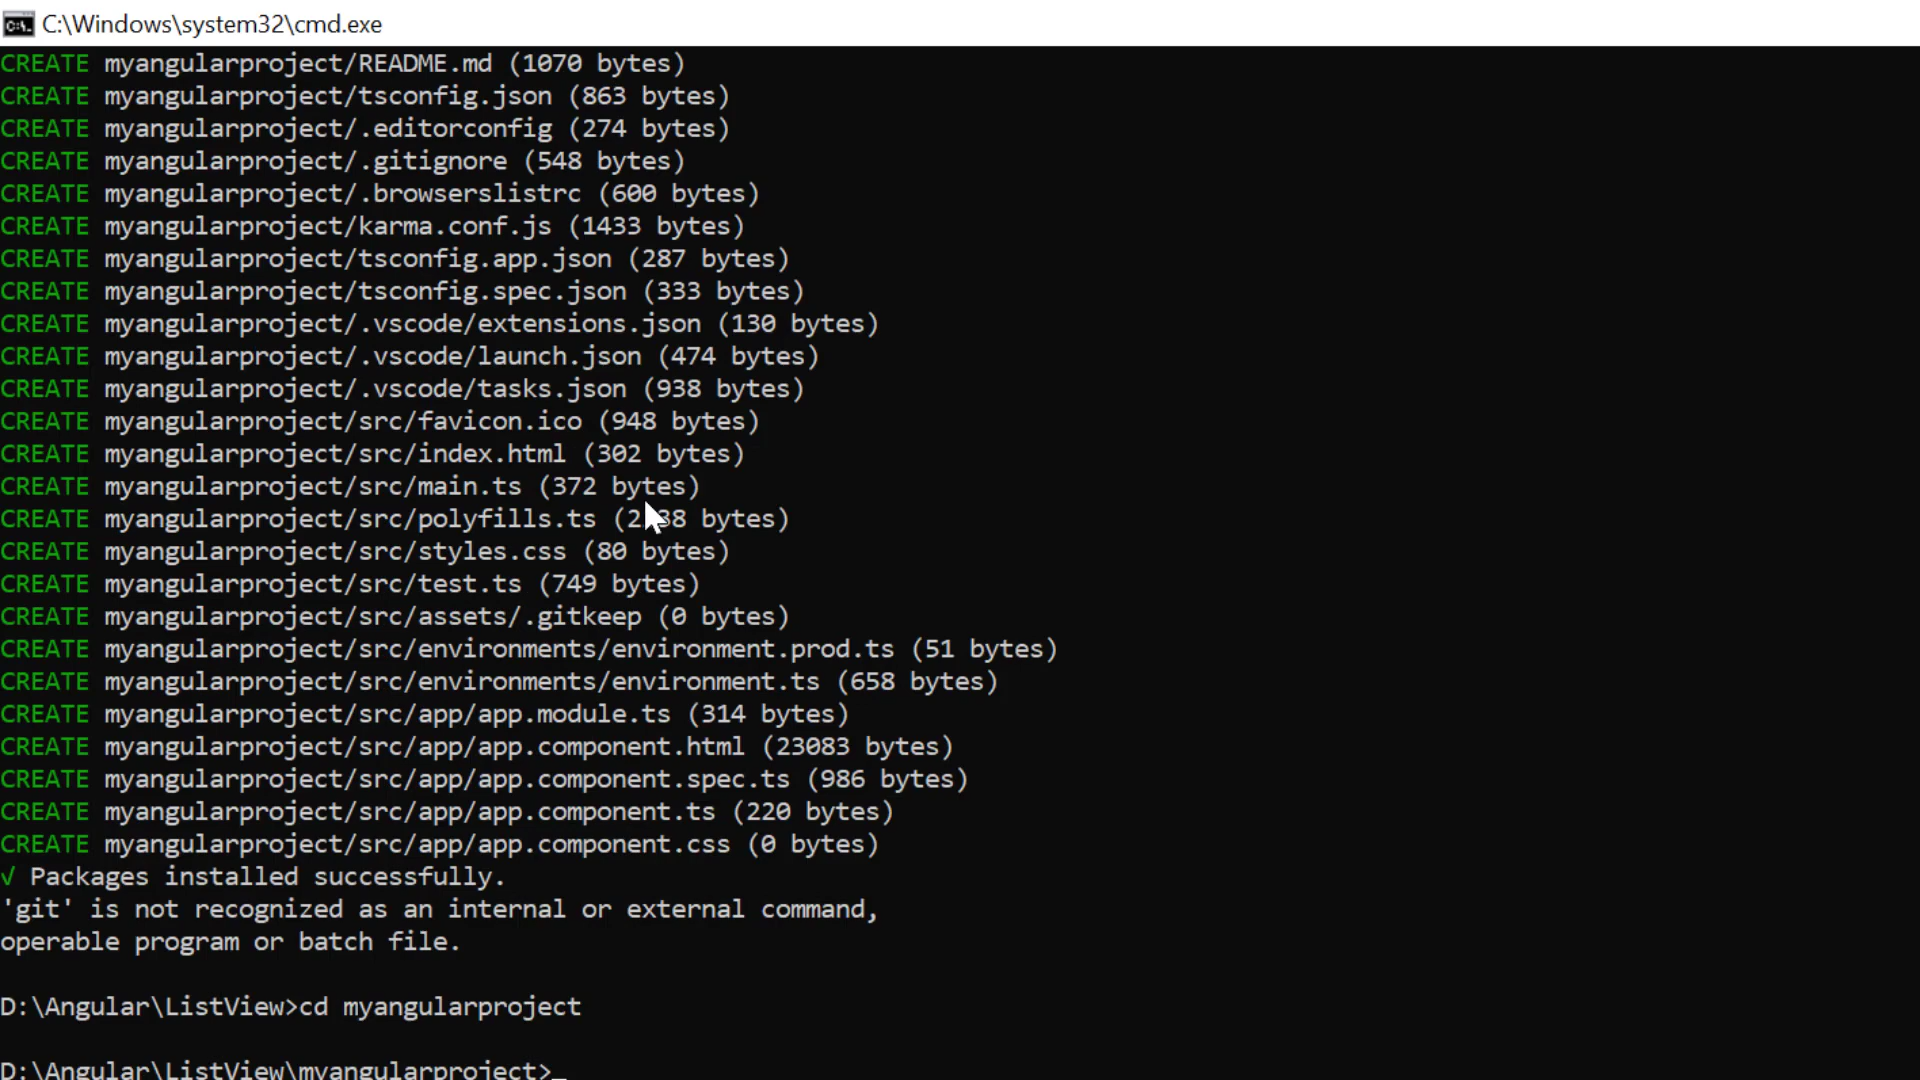 C:\Windows\system32\cmd.exe
CREATE myangularproject/README.md (1070 bytes)
CREATE myangularproject/tsconfig.json (863 bytes)
CREATE myangularproject/.editorconfig (274 bytes)
CREATE myangularproject/.gitignore (548 bytes)
CREATE myangularproject/.browserslistrc (600 bytes)
CREATE myangularproject/karma.conf.js (1433 bytes)
CREATE myangularproject/tsconfig.app.json (287 bytes)
CREATE myangularproject/tsconfig.spec.json (333 bytes)
CREATE myangularproject/.vscode/extensions.json (130 bytes)
CREATE myangularproject/.vscode/launch.json (474 bytes)
CREATE myangularproject/.vscode/tasks.json (938 bytes)
CREATE myangularproject/src/favicon.ico (948 bytes)
CREATE myangularproject/src/index.html (302 bytes)
CREATE myangularproject/src/main.ts (372 bytes)
CREATE myangularproject/src/polyfills.ts bytes)
CREATE myangularproject/src/styles.css (80 bytes)
CREATE myangularproject/src/test.ts (749 bytes)
CREATE myangularproject/src/assets/.gitkeep (0 bytes)
CREATE myangularproject/src/environments/environment.prod.ts (51 bytes)
CREATE myangularproject/src/environments/environment.ts (658 bytes)
CREATE myangularproject/src/app/app.module.ts (314 bytes)
CREATE myangularproject/src/app/app.component.html (23083 bytes)
CREATE myangularproject/src/app/app.component.spec.ts (986 bytes)
CREATE myangularproject/src/app/app.component.ts (220 bytes)
CREATE myangularproject/src/app/app.component.css (0 bytes)
√ Packages installed successfully.
'git' is not recognized as an internal or external command,
operable program or batch file.
D:\Angular\ListView>cd myangularproject
D:\Angular\ListView\myangularproject>_